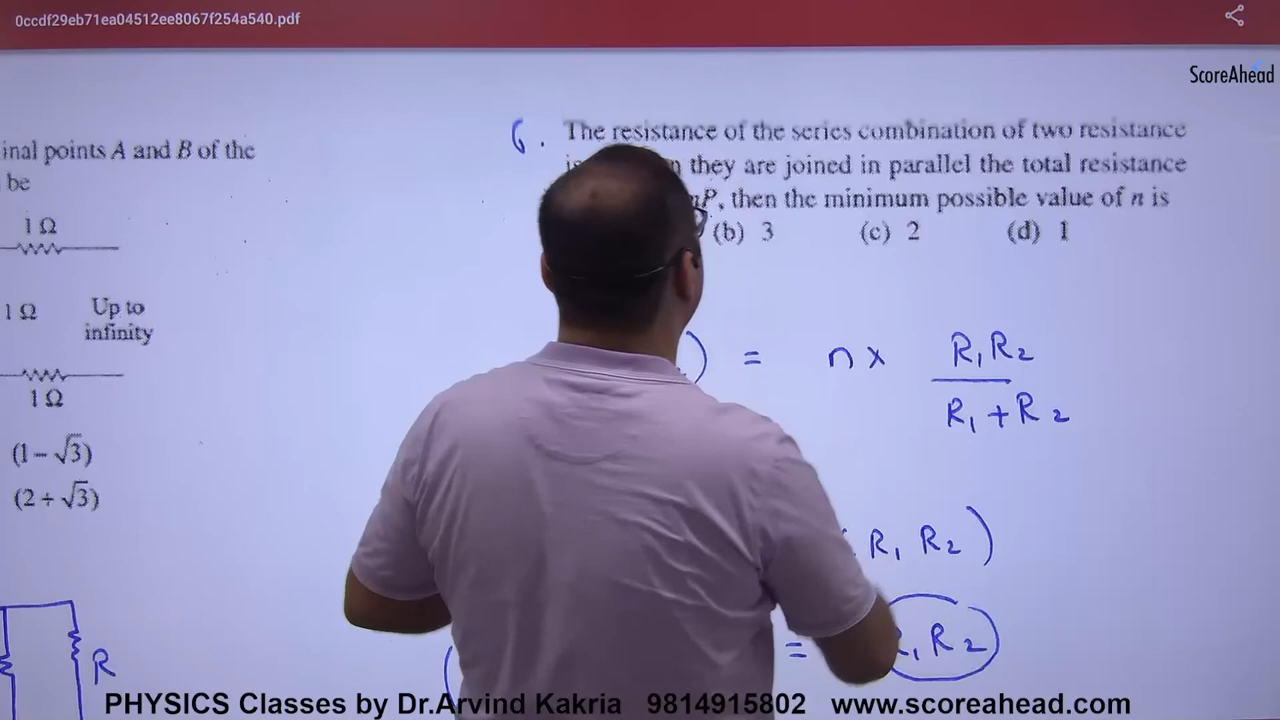 0ccdf29eb71ea04512ee8067f254a540.pdf
ScoreAhead
inal points A and B of the
be
1 Ω
1 Ω
Up to
infinity
1 Ω
(1 – √3)
(2 + √3)
R
6. The resistance of the series combination of two resistance
they are joined in parallel the total resistance
P, then the minimum possible value of n is
(b) 3 (c) 2 (d) 1
) = n x R₁R₂
R₁ + R₂
R₁ R₂ )
= R₂
PHYSICS Classes by Dr.Arvind Kakria 9814915802 www.scoreahead.com